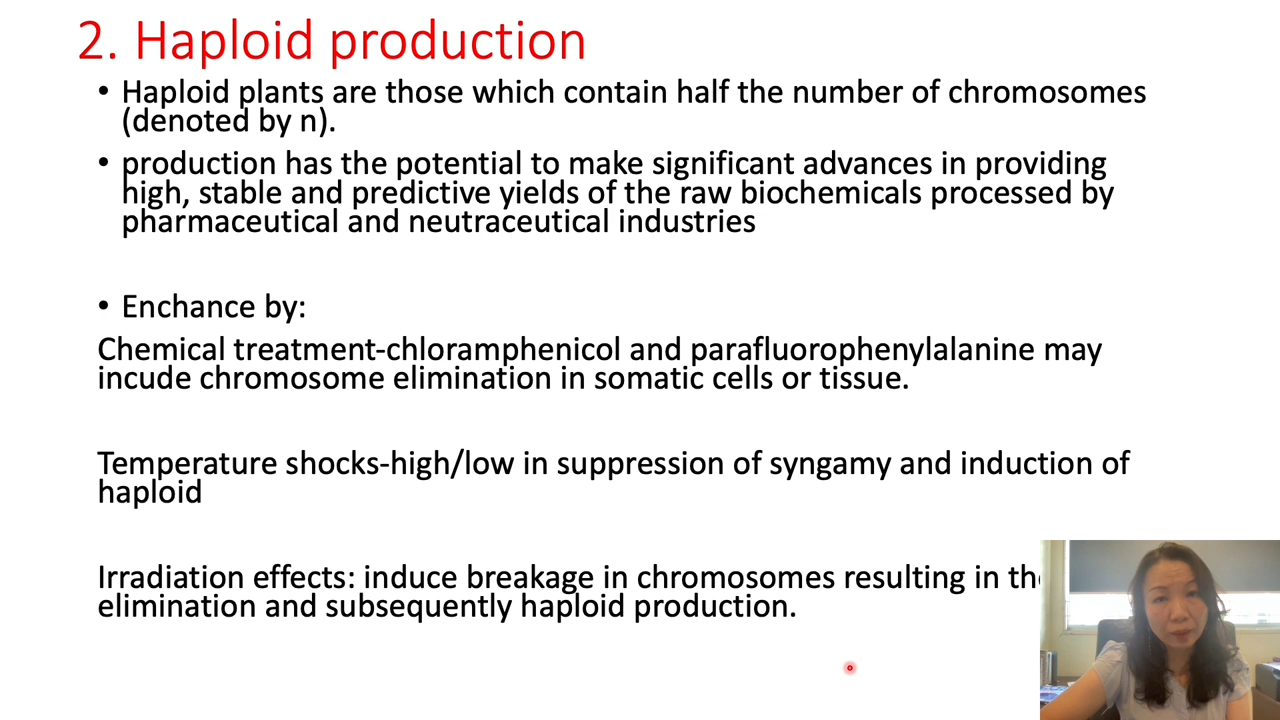 2. Haploid production
• Haploid plants are those which contain half the number of chromosomes
(denoted by n).
• production has the potential to make significant advances in providing
high, stable and predictive yields of the raw biochemicals processed by
pharmaceutical and neutraceutical industries
• Enchance by:
Chemical treatment-chloramphenicol and parafluorophenylalanine may
incude chromosome elimination in somatic cells or tissue.
Temperature shocks-high/low in suppression of syngamy and induction of
haploid
Irradiation effects: induce breakage in chromosomes resulting in
elimination and subsequently haploid production.